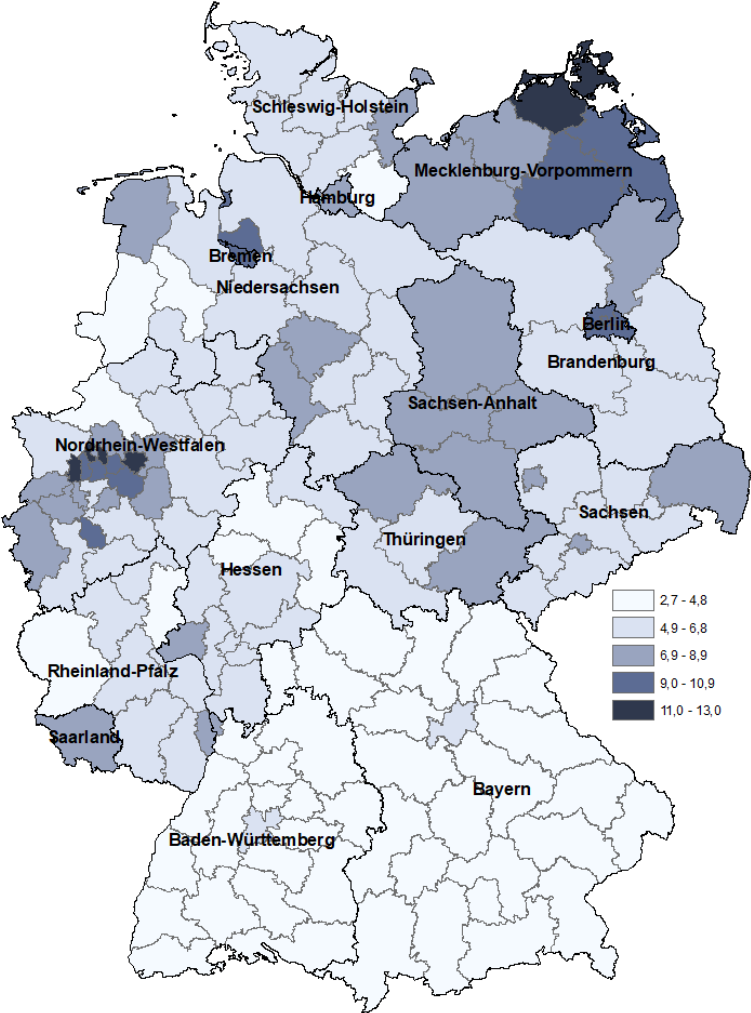 Schleswig-Holstein
Mecklenburg-Vorpommern
Hamburg
Bremen
Niedersachsen
Berlin
Brandenburg
Sachsen-Anhalt
Nordrhein-Westfalen
Sachsen
Thüringen
Hessen
2,7 - 4,8
4,9 - 6,8
6,9 - 8,9
9,0 - 10,9
11,0 - 13,0
Rheinland-Pfalz
Saarland
Bayern
Baden-Württemberg